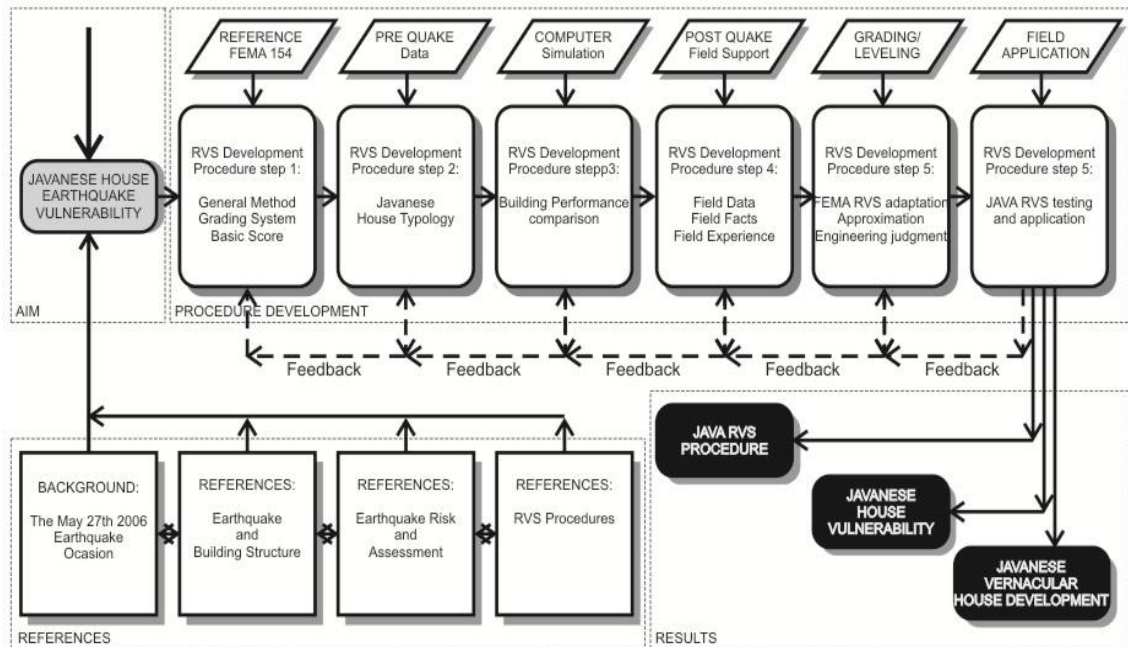 REFERENCE
FEMA 154
PRE QUAKE
Data
COMPUTER
Simulation
POST QUAKE
Field Support
GRADING/
LEVELING
FIELD
APPLICATION
JAVANESE HOUSE
EARTHQUAKE
VULNERABILITY
RVS Development
Procedure step 1:
General Method
Grading System
Basic Score
RVS Development
Procedure step 2:
Javanese
House Typology
RVS Development
Procedure stepp3:
Building Performance
comparison
RVS Development
Procedure step 4:
Field Data
Field Facts
Field Experience
RVS Development
Procedure step 5:
FEMA RVS adaptation
Approximation
Engineering judgment
RVS Development
Procedure step 5:
JAVA RVS testing
and application
AIM
PROCEDURE DEVELOPMENT
Feedback
Feedback
Feedback
Feedback
Feedback
BACKGROUND:
The May 27th 2006
Earthquake
Ocasion
REFERENCES:
Earthquake
and
Building Structure
REFERENCES:
Earthquake Risk
and
Assessment
REFERENCES:
RVS Procedures
REFERENCES
JAVA RVS
PROCEDURE
JAVANESE
HOUSE
VULNERABILITY
JAVANESE
VERNACULAR
HOUSE DEVELOPMENT
RESULTS